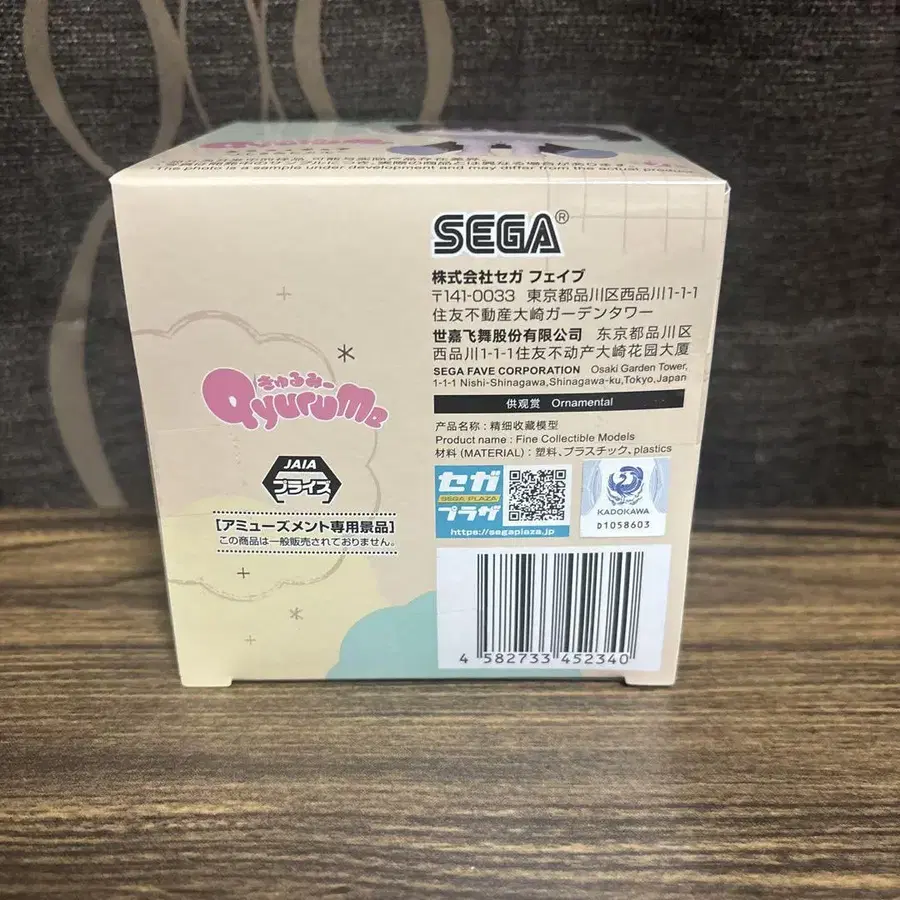 The photo is a sample under development and may differ from the actual product.
SEGA®
株式会社セガ フェイブ
〒141-0033 東京都品川区西品川1-1-1
住友不動産大崎ガーデンタワー
世嘉飞舞股份有限公司 东京都品川区
西品川1-1-1住友不动产大崎花园大厦
SEGA FAVE CORPORATION Osaki Garden Tower,
1-1-1 Nishi-Shinagawa,Shinagawa-ku,Tokyo,Japan
供观赏 Ornamental
产品名称:精细收藏模型
Product name : Fine Collectible Models
材料(MATERIAL):塑料、プラスチック、plastics
きゅるみー
QyuruMe
JAIA
プライズ
[アミューズメント専用景品]
この商品は一般販売されておりません。
セガ
SEGA PLAZA
プラザ
https://segaplaza.jp
KADOKAWA
D1058603
4 582733 452340